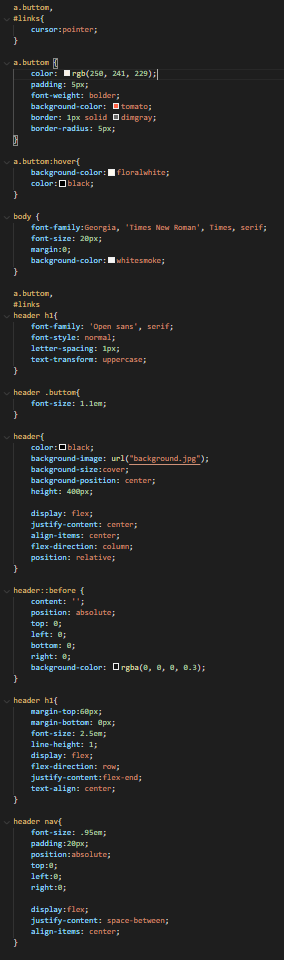 a.buttom,
#links{
cursor:pointer;
}
a.buttom {
color: rgb(250, 241, 229);
padding: 5px;
font-weight: bolder;
background-color: tomato;
border: 1px solid dimgray;
border-radius: 5px;
}
a.buttom:hover{
background-color: floralwhite;
color: black;
}
body {
font-family:Georgia, 'Times New Roman', Times, serif;
font-size: 20px;
margin:0;
background-color: whitesmoke;
}
a.buttom,
#links
header h1{
font-family: 'Open sans', serif;
font-style: normal;
letter-spacing: 1px;
text-transform: uppercase;
}
header .buttom{
font-size: 1.1em;
}
header{
color: black;
background-image: url("background.jpg");
background-size:cover;
background-position: center;
height: 400px;
display: flex;
justify-content: center;
align-items: center;
flex-direction: column;
position: relative;
}
header::before {
content: '';
position: absolute;
top: 0;
left: 0;
bottom: 0;
right: 0;
background-color: rgba(0, 0, 0, 0.3);
}
header h1{
margin-top:60px;
margin-bottom: 0px;
font-size: 2.5em;
line-height: 1;
display: flex;
flex-direction: row;
justify-content:flex-end;
text-align: center;
}
header nav{
font-size: .95em;
padding:20px;
position:absolute;
top:0;
left:0;
right:0;
display:flex;
justify-content: space-between;
align-items: center;
}